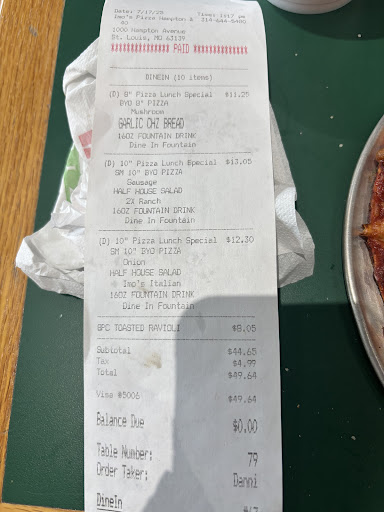 Date: 7/17/25 Time: 1:17 pm
Imo's Pizza Hampton & 314-644-5480
1000 Hampton Avenue
St. Louis, MO 63139
PAID
DINEIN (10 items)
(D) 8" Pizza Lunch Special $11.25
BYO 8" PIZZA
Mushroom
GARLIC CHZ BREAD
16OZ FOUNTAIN DRINK
Dine In Fountain
(D) 10" Pizza Lunch Special $13.05
SM 10" BYO PIZZA
Sausage
HALF HOUSE SALAD
2% Ranch
16OZ FOUNTAIN DRINK
Dine In Fountain
(D) 10" Pizza Lunch Special $12.30
SM 10" BYO PIZZA
Onion
HALF HOUSE SALAD
Imo's Italian
16OZ FOUNTAIN DRINK
Dine In Fountain
8PC TOASTED RAVIOLI $8.05
Subtotal $44.65
Tax $4.99
Total $49.64
Visa #5006 $49.64
Balance Due $0.00
Table Number: 79
Order Taker: Danni
DineIn